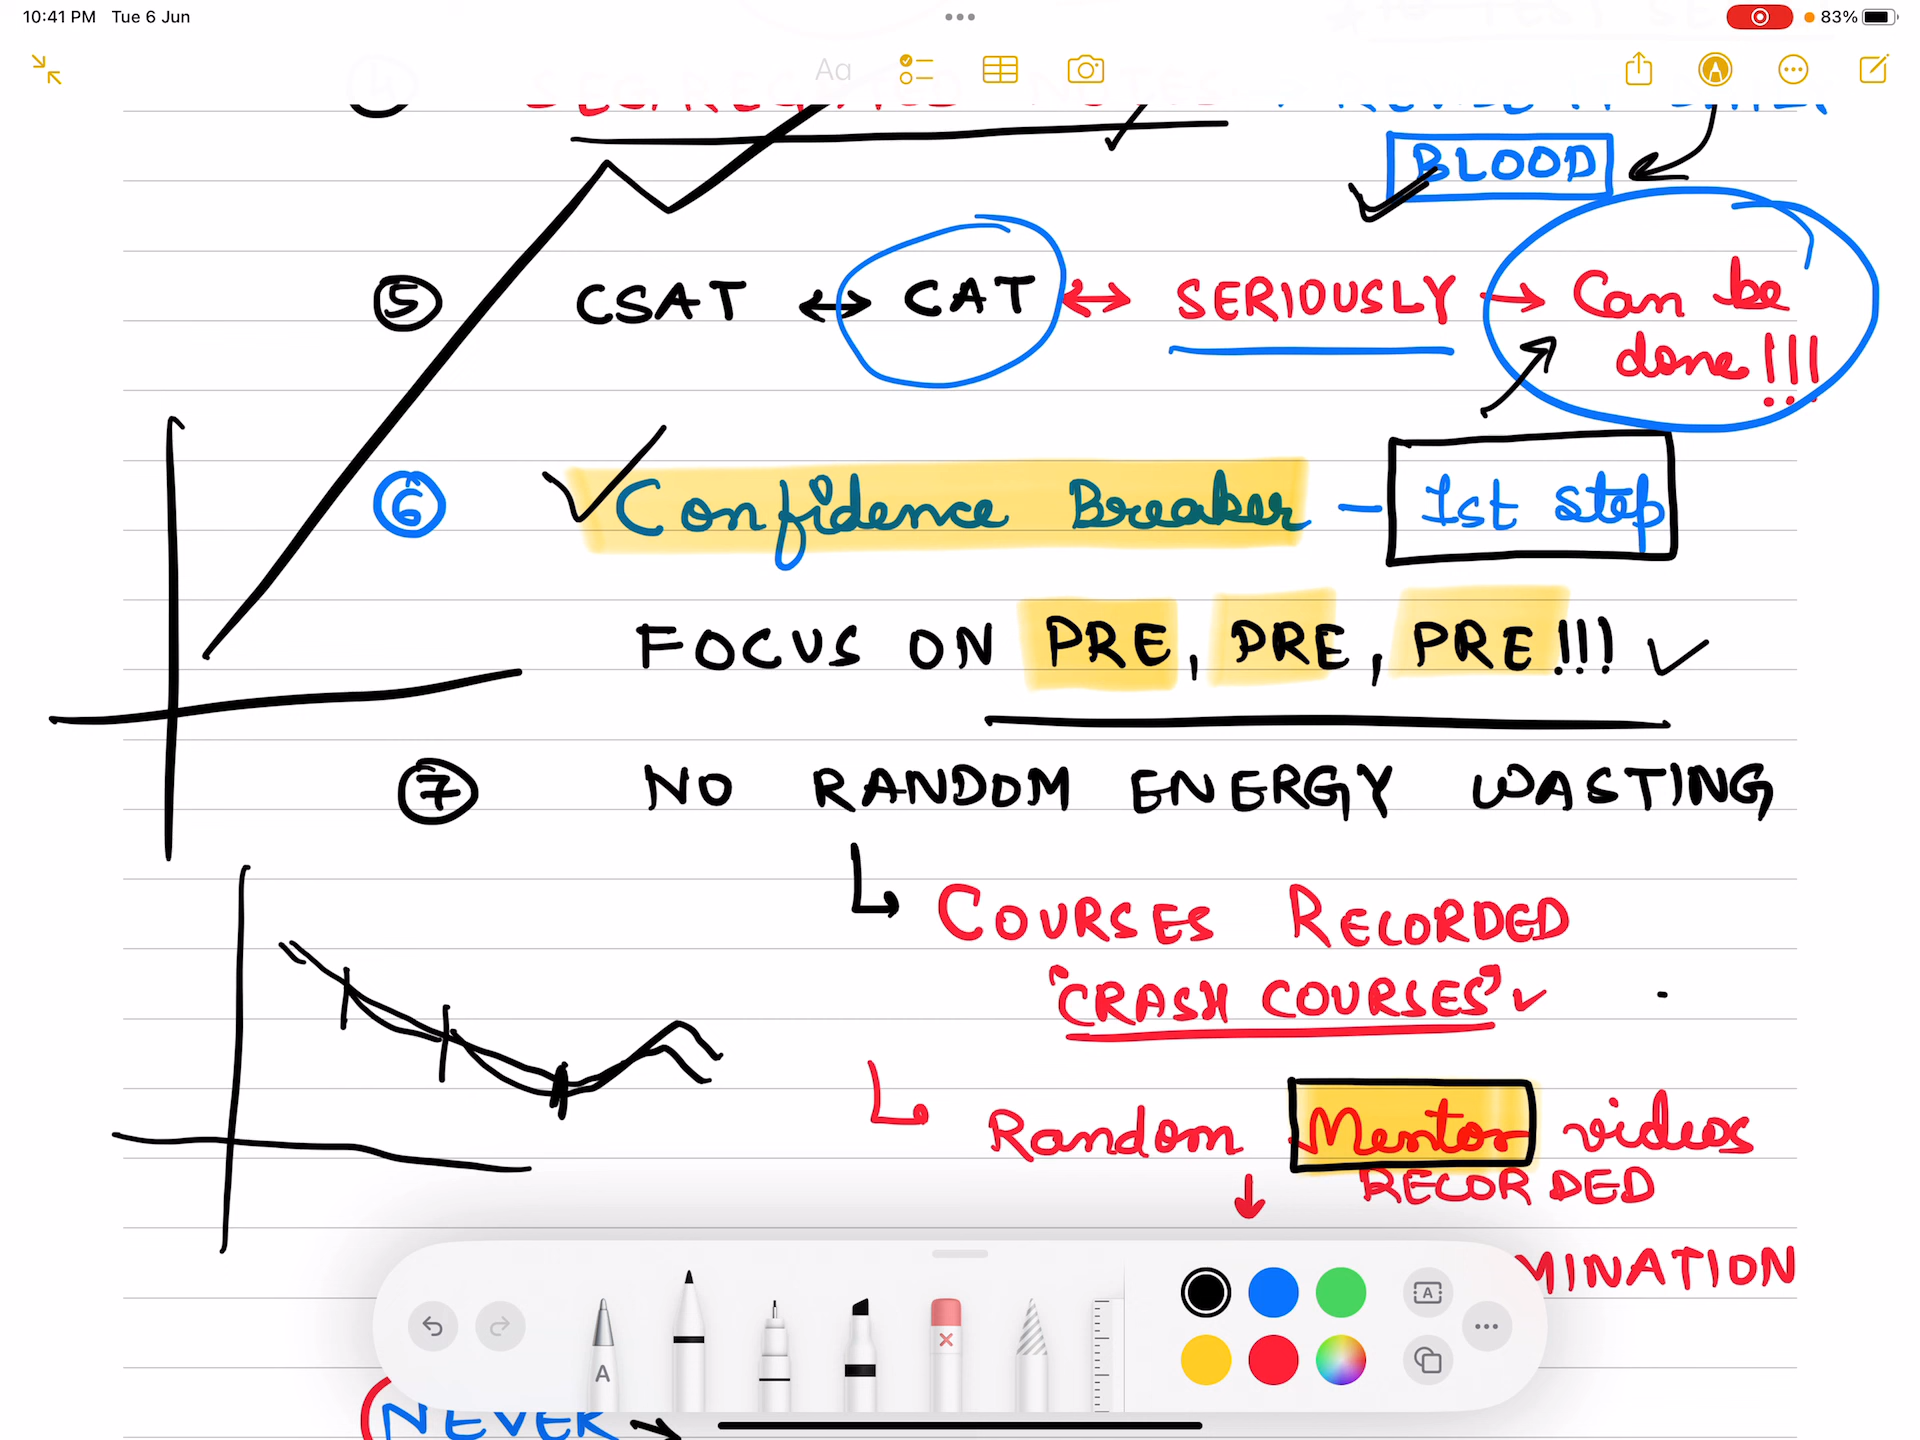 10:41 PM Tue 6 Jun
83%
Aa
BLOOD
⑤ CSAT ↔ CAT ↔ SERIOUSLY → Can be
done!!!
⑥ Confidence Breaker - 1st step
FOCUS ON PRE, PRE, PRE!!!
⑦ NO RANDOM ENERGY WASTING
COURSES RECORDED
"CRASH COURSES"
Random Mentor videos
RECORDED
MINATION
A
A
NEVER →